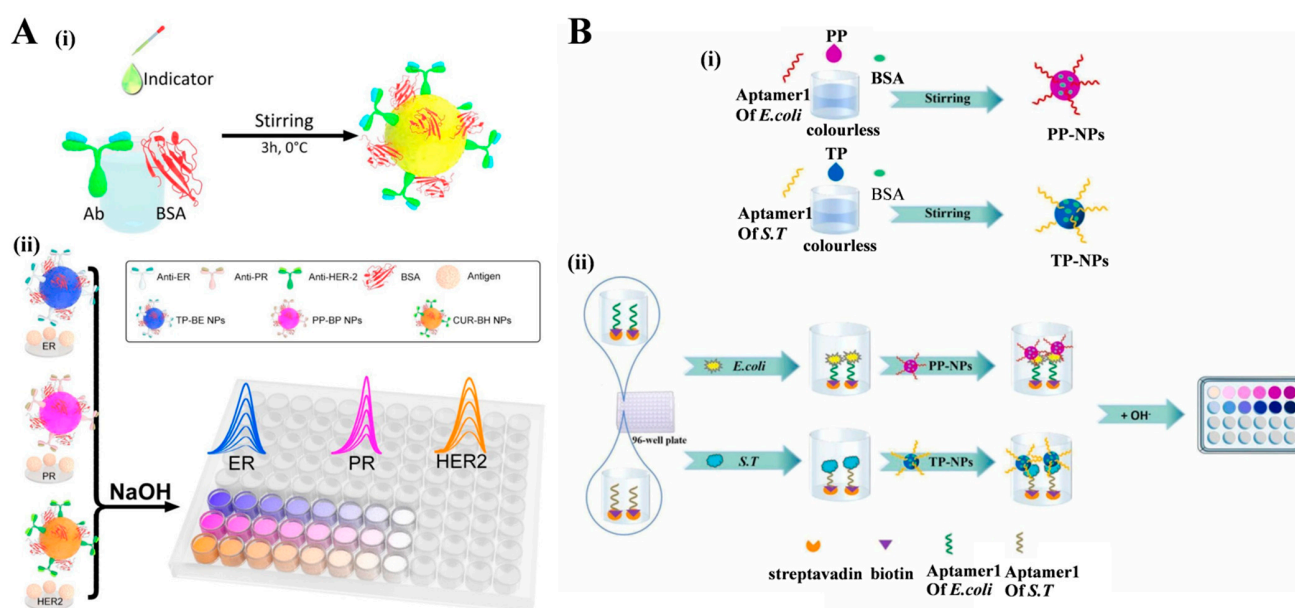 A
(i)
Indicator
Stirring
3h, 0°C
Ab
BSA
(ii)
ER
PR
HER2
NaOH
Anti-ER
Anti-PR
Anti-HER-2
BSA
Antigen
TP-BE NPs
PP-BP NPs
CUR-BH NPs
ER
PR
HER2
B
(i)
PP
BSA
Aptamer1
Of E.coli
colourless
Stirring
PP-NPs
TP
BSA
Aptamer1
Of S.T
colourless
Stirring
TP-NPs
(ii)
96-well plate
E.coli
PP-NPs
S.T
TP-NPs
+ OH-
streptavadin
biotin
Aptamer1
Of E.coli
Aptamer1
Of S.T